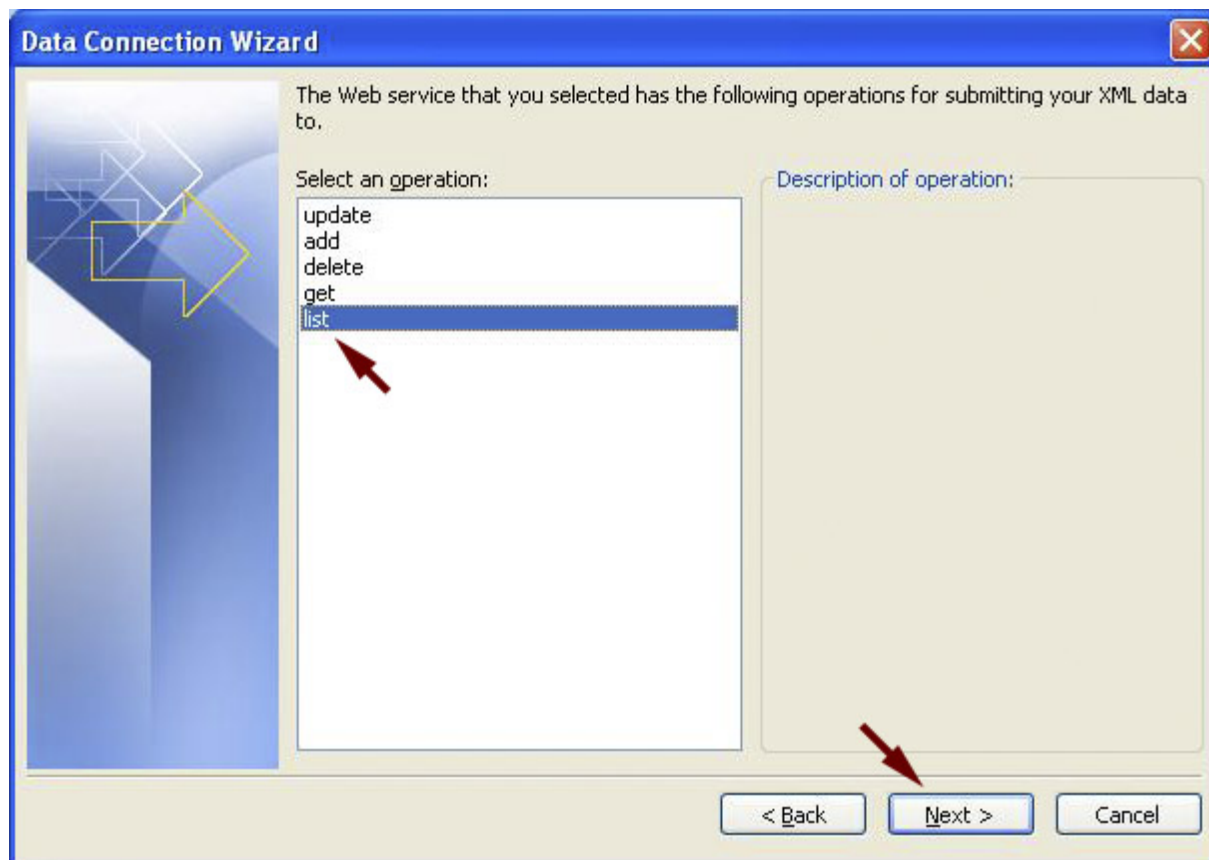 Data Connection Wizard
The Web service that you selected has the following operations for submitting your XML data
to.
Select an operation:
update
add
delete
get
list
Description of operation:
< Back
Next >
Cancel